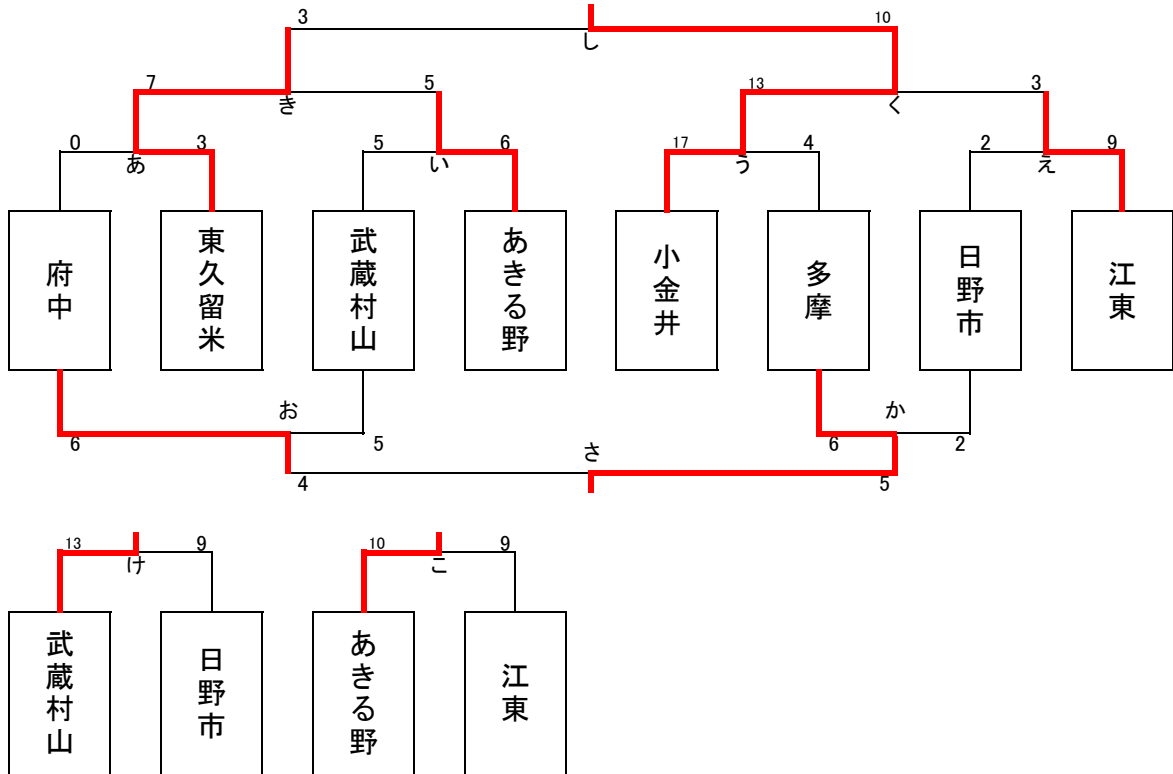 3 10
し
7 5 13 3
き く
0 3 5 6 17 4 2 9
あ い う え
府中
東久留米
武蔵村山
あきる野
小金井
多摩
日野市
江東
お か
6 5 6 2
さ
4 5
13 9 10 9
け こ
武蔵村山
日野市
あきる野
江東